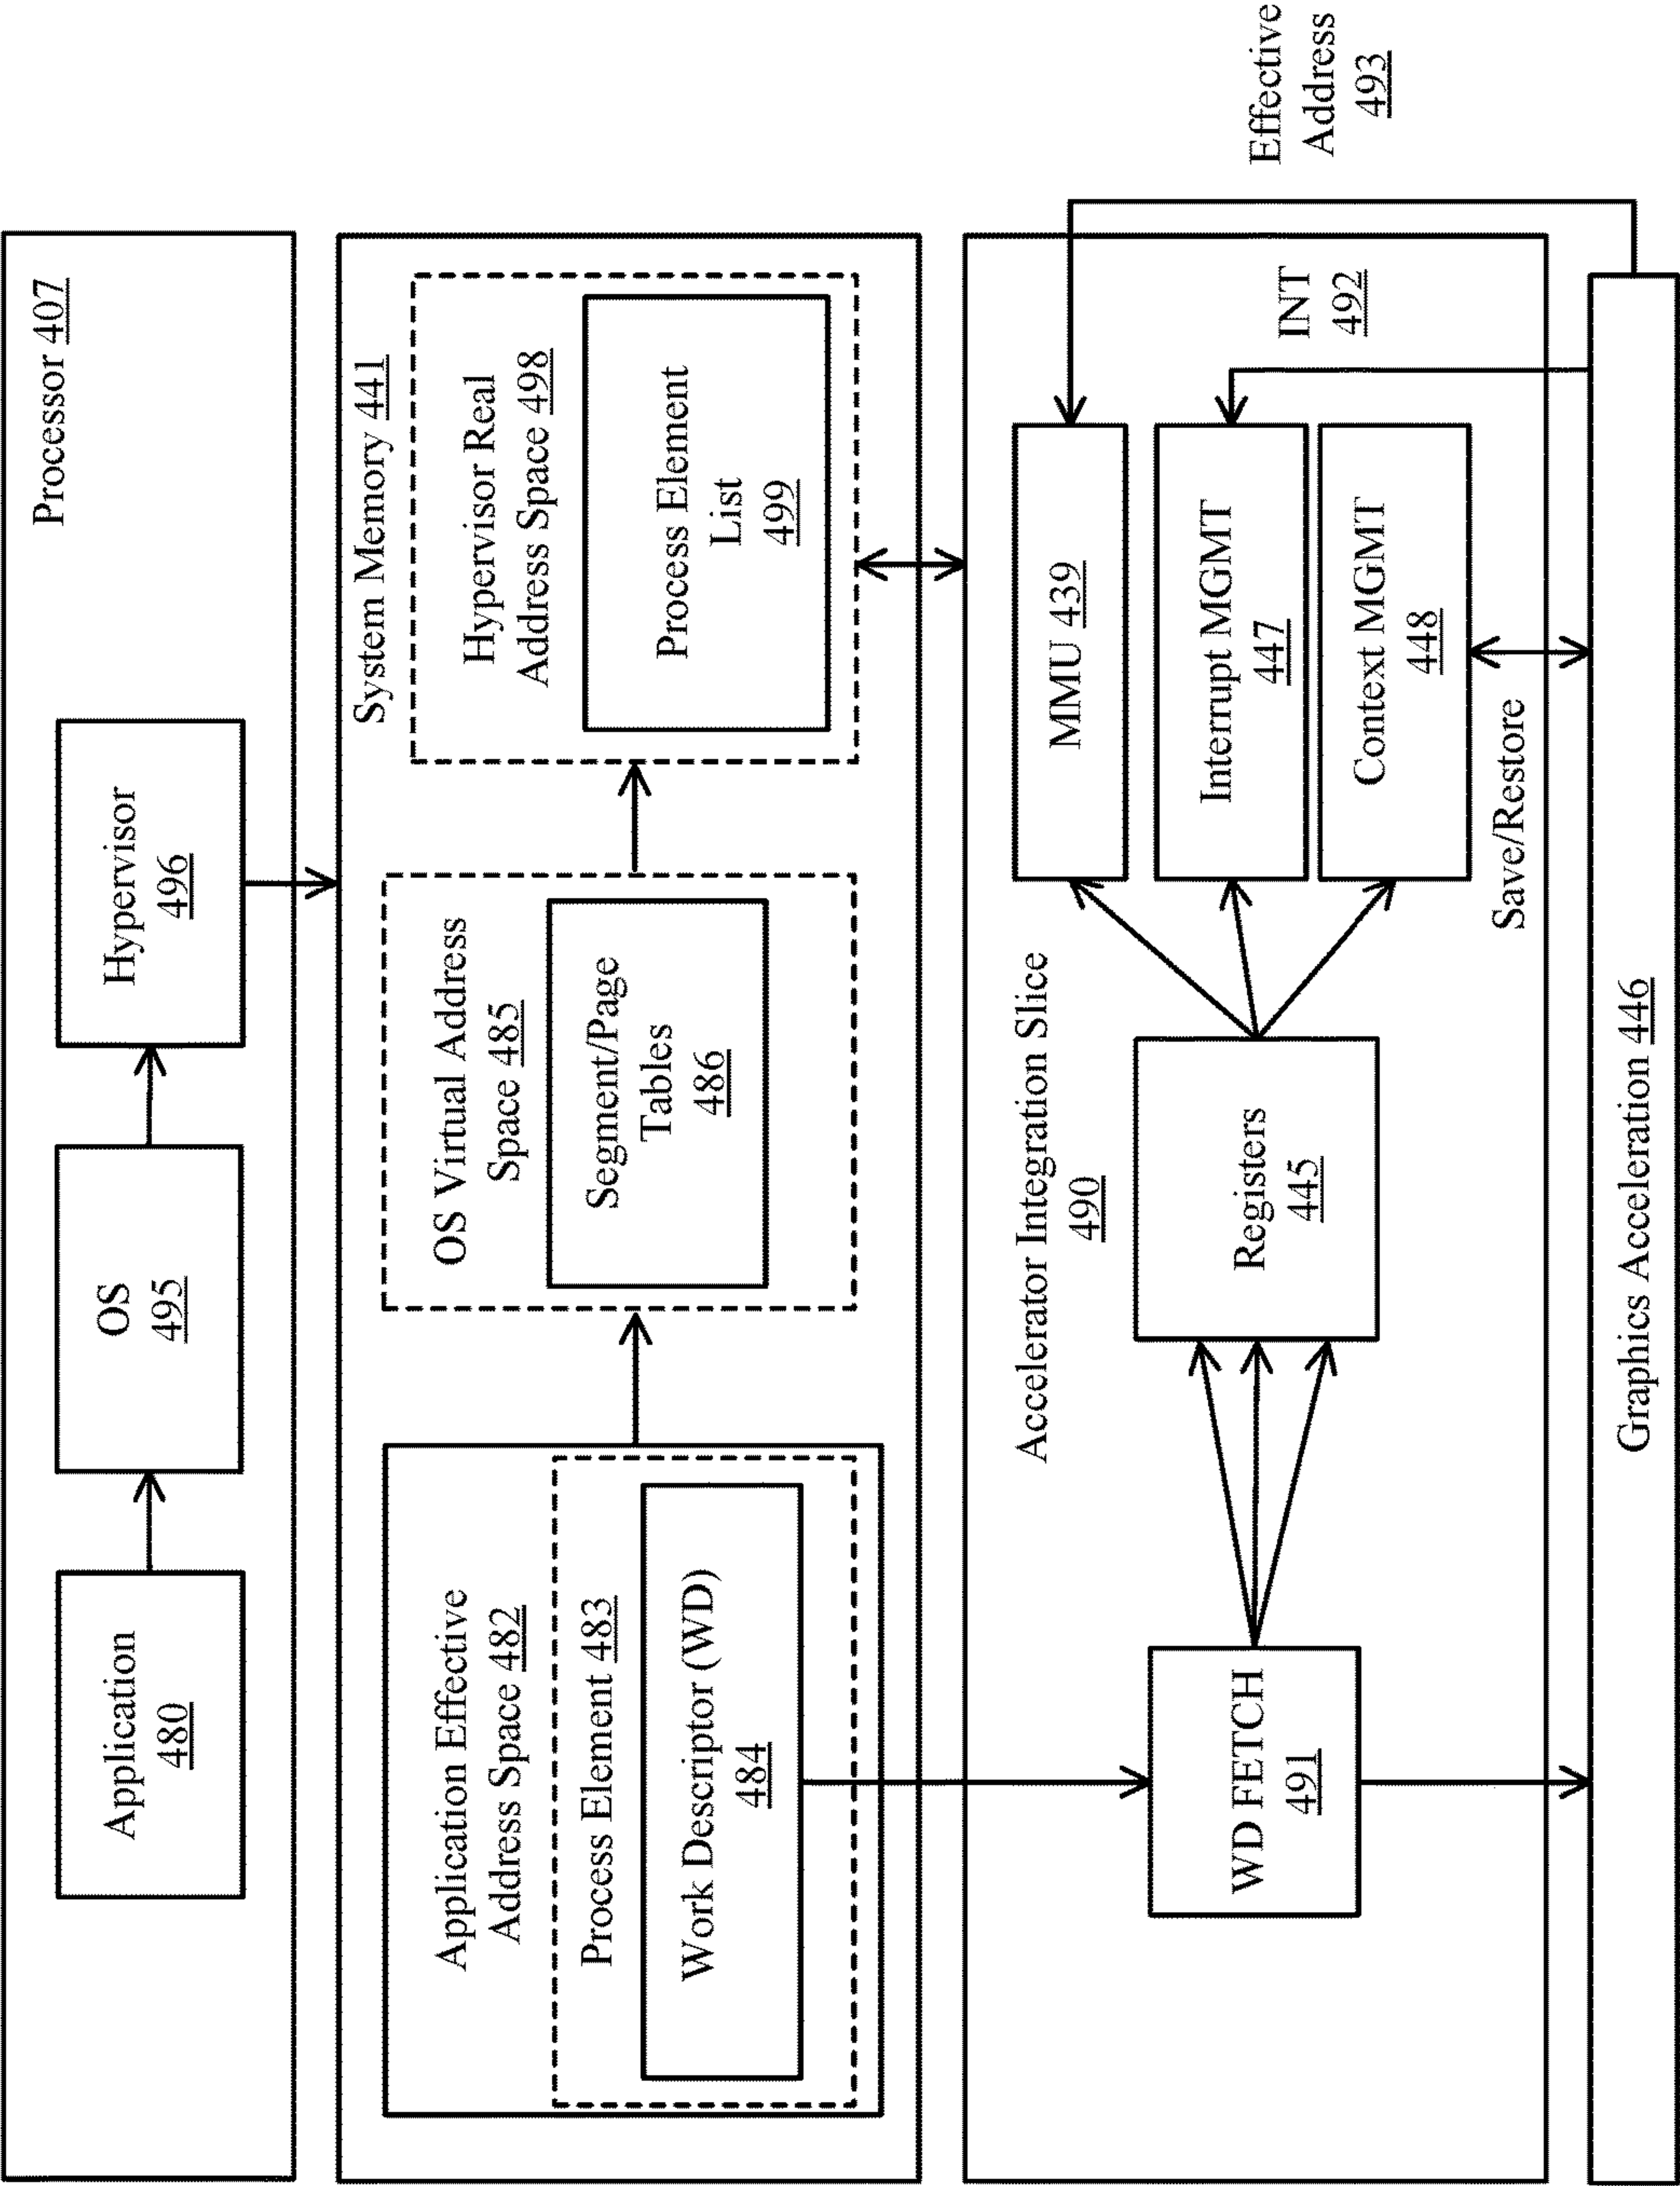 Processor 407
Application
480
OS
495
Hypervisor
496
System Memory 441
Application Effective
Address Space 482
Process Element 483
Work Descriptor (WD)
484
OS Virtual Address
Space 485
Segment/Page
Tables
486
Hypervisor Real
Address Space 498
Process Element
List
499
Accelerator Integration Slice
490
WD FETCH
491
Registers
445
MMU 439
Interrupt MGMT
447
Context MGMT
448
Save/Restore
INT
492
Effective
Address
493
Graphics Acceleration 446